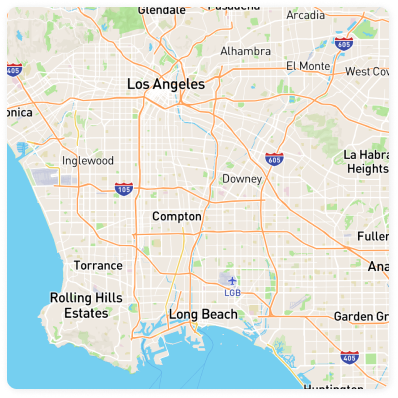 Glendale
Pasadena
Arcadia
605
Alhambra
El Monte
405
West Cov
Los Angeles
onica
La Habra
Heights
Inglewood
605
Downey
105
Compton
Fuller
Torrance
Ana
LGB
Rolling Hills
Estates
Long Beach
Garden Gr
405
Huntington